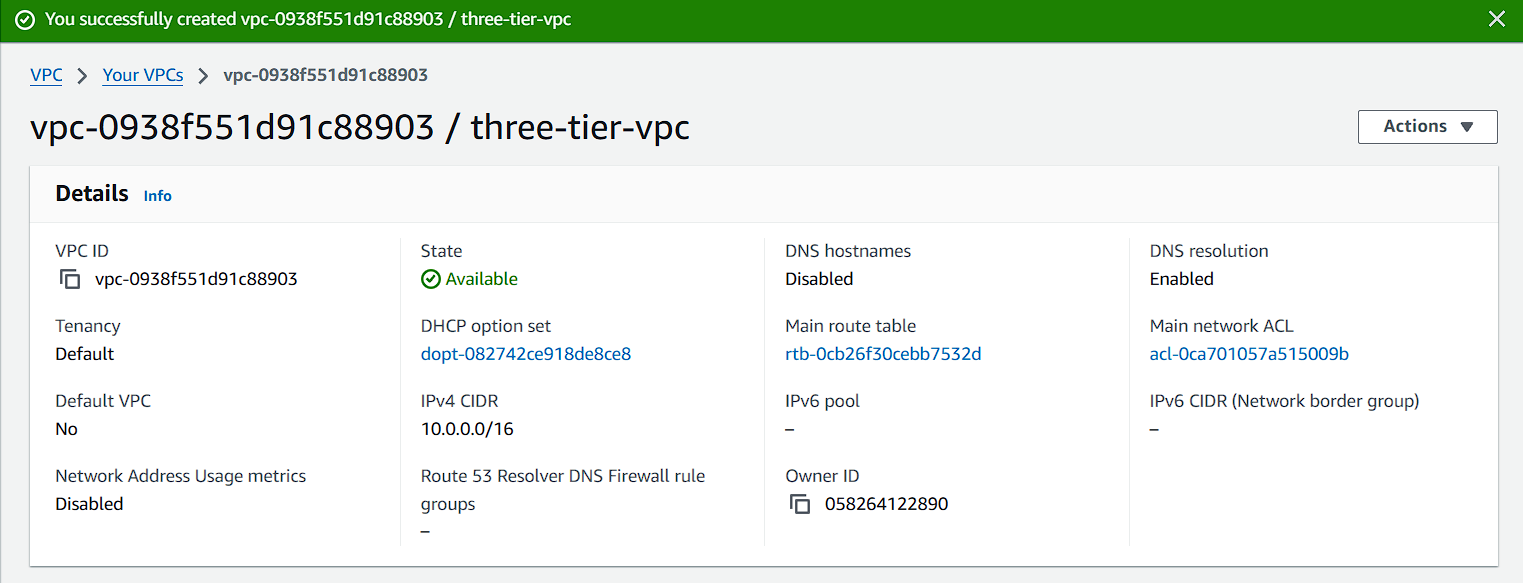 You successfully created vpc-0938f551d91c88903 / three-tier-vpc
VPC > Your VPCs > vpc-0938f551d91c88903
vpc-0938f551d91c88903 / three-tier-vpc
Actions
Details Info
VPC ID
vpc-0938f551d91c88903
State
Available
DNS hostnames
Disabled
DNS resolution
Enabled
Tenancy
Default
DHCP option set
dopt-082742ce918de8ce8
Main route table
rtb-0cb26f30cebb7532d
Main network ACL
acl-0ca701057a515009b
Default VPC
No
IPv4 CIDR
10.0.0.0/16
IPv6 pool
–
IPv6 CIDR (Network border group)
–
Network Address Usage metrics
Disabled
Route 53 Resolver DNS Firewall rule
groups
–
Owner ID
058264122890